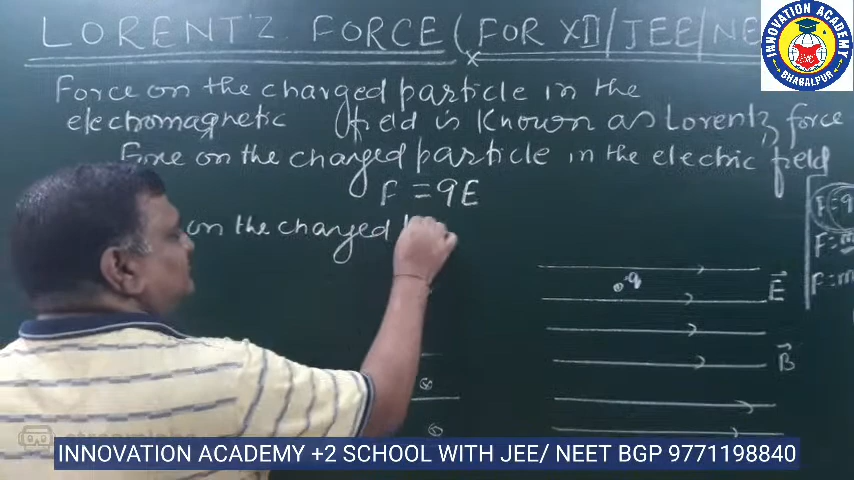 LORENT'Z FORCE (FOR XII/JEE/NE
Force on the charged particle in the
electromagnetic field is known as Lorentz force
Force on the charged particle in the electric field
F = qE
on the charged
q
E
B
F = q
F = m
F = m
INNOVATION ACADEMY
BHAGALPUR
INNOVATION ACADEMY +2 SCHOOL WITH JEE/ NEET BGP 9771198840